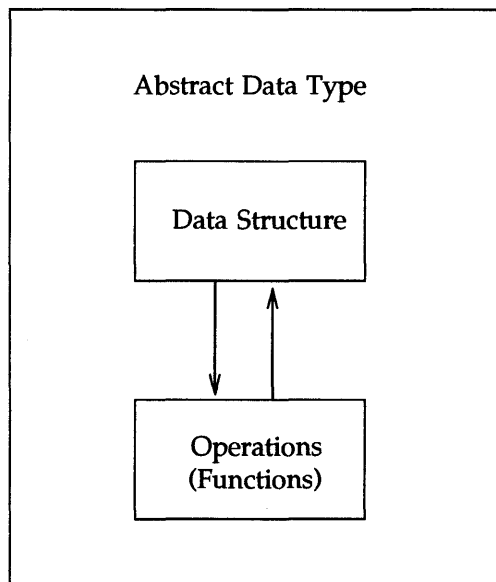 Abstract Data Type
Data Structure
Operations
(Functions)